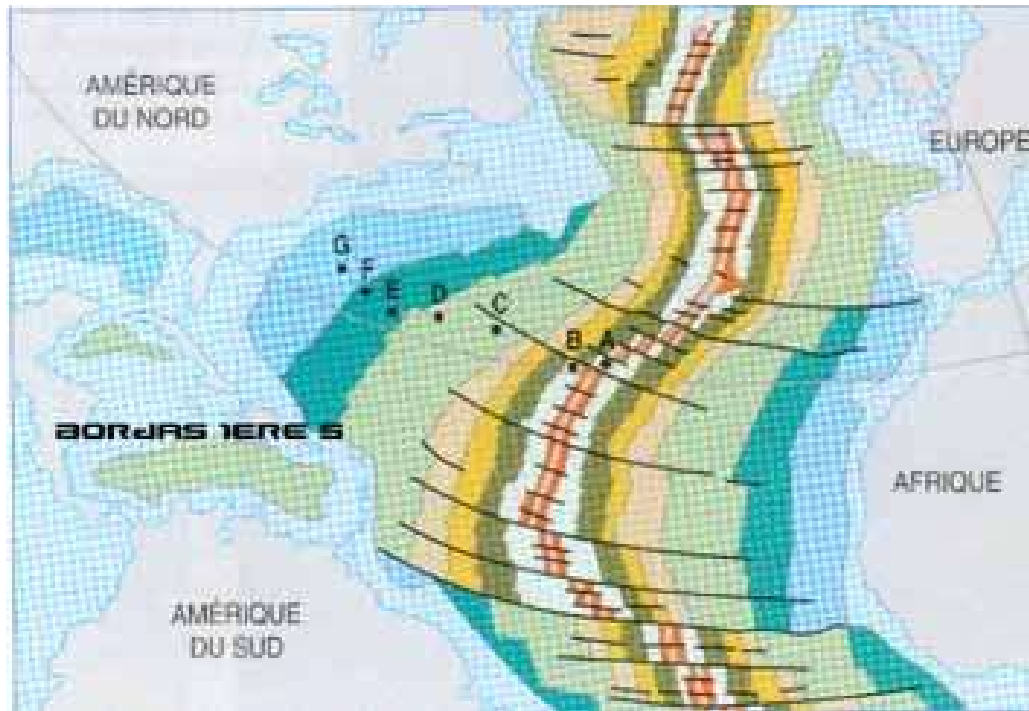 AMÉRIQUE
DU NORD
EUROPE
G
F
E
D
C
B
A
BORDAS 1ERE S
AFRIQUE
AMÉRIQUE
DU SUD